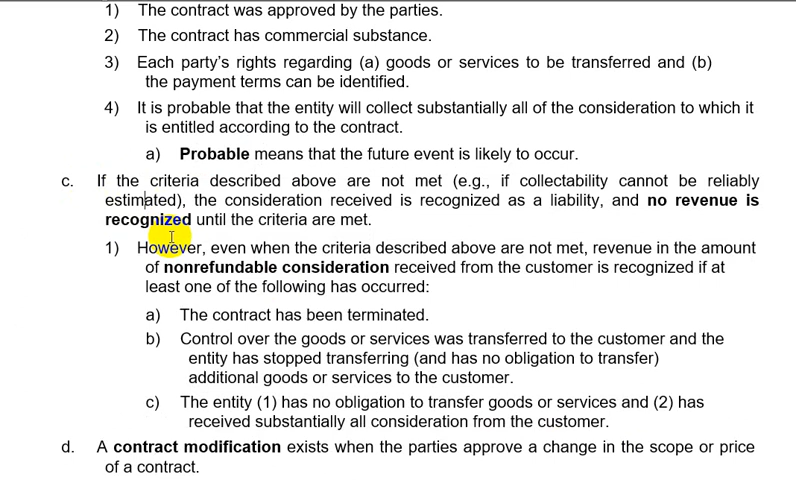 1) The contract was approved by the parties.
2) The contract has commercial substance.
3) Each party's rights regarding (a) goods or services to be transferred and (b)
the payment terms can be identified.
4) It is probable that the entity will collect substantially all of the consideration to which it
is entitled according to the contract.
a) Probable means that the future event is likely to occur.
c. If the criteria described above are not met (e.g., if collectability cannot be reliably
estimated), the consideration received is recognized as a liability, and no revenue is
recognized until the criteria are met.
1) However, even when the criteria described above are not met, revenue in the amount
of nonrefundable consideration received from the customer is recognized if at
least one of the following has occurred:
a) The contract has been terminated.
b) Control over the goods or services was transferred to the customer and the
entity has stopped transferring (and has no obligation to transfer)
additional goods or services to the customer.
c) The entity (1) has no obligation to transfer goods or services and (2) has
received substantially all consideration from the customer.
d. A contract modification exists when the parties approve a change in the scope or price
of a contract.